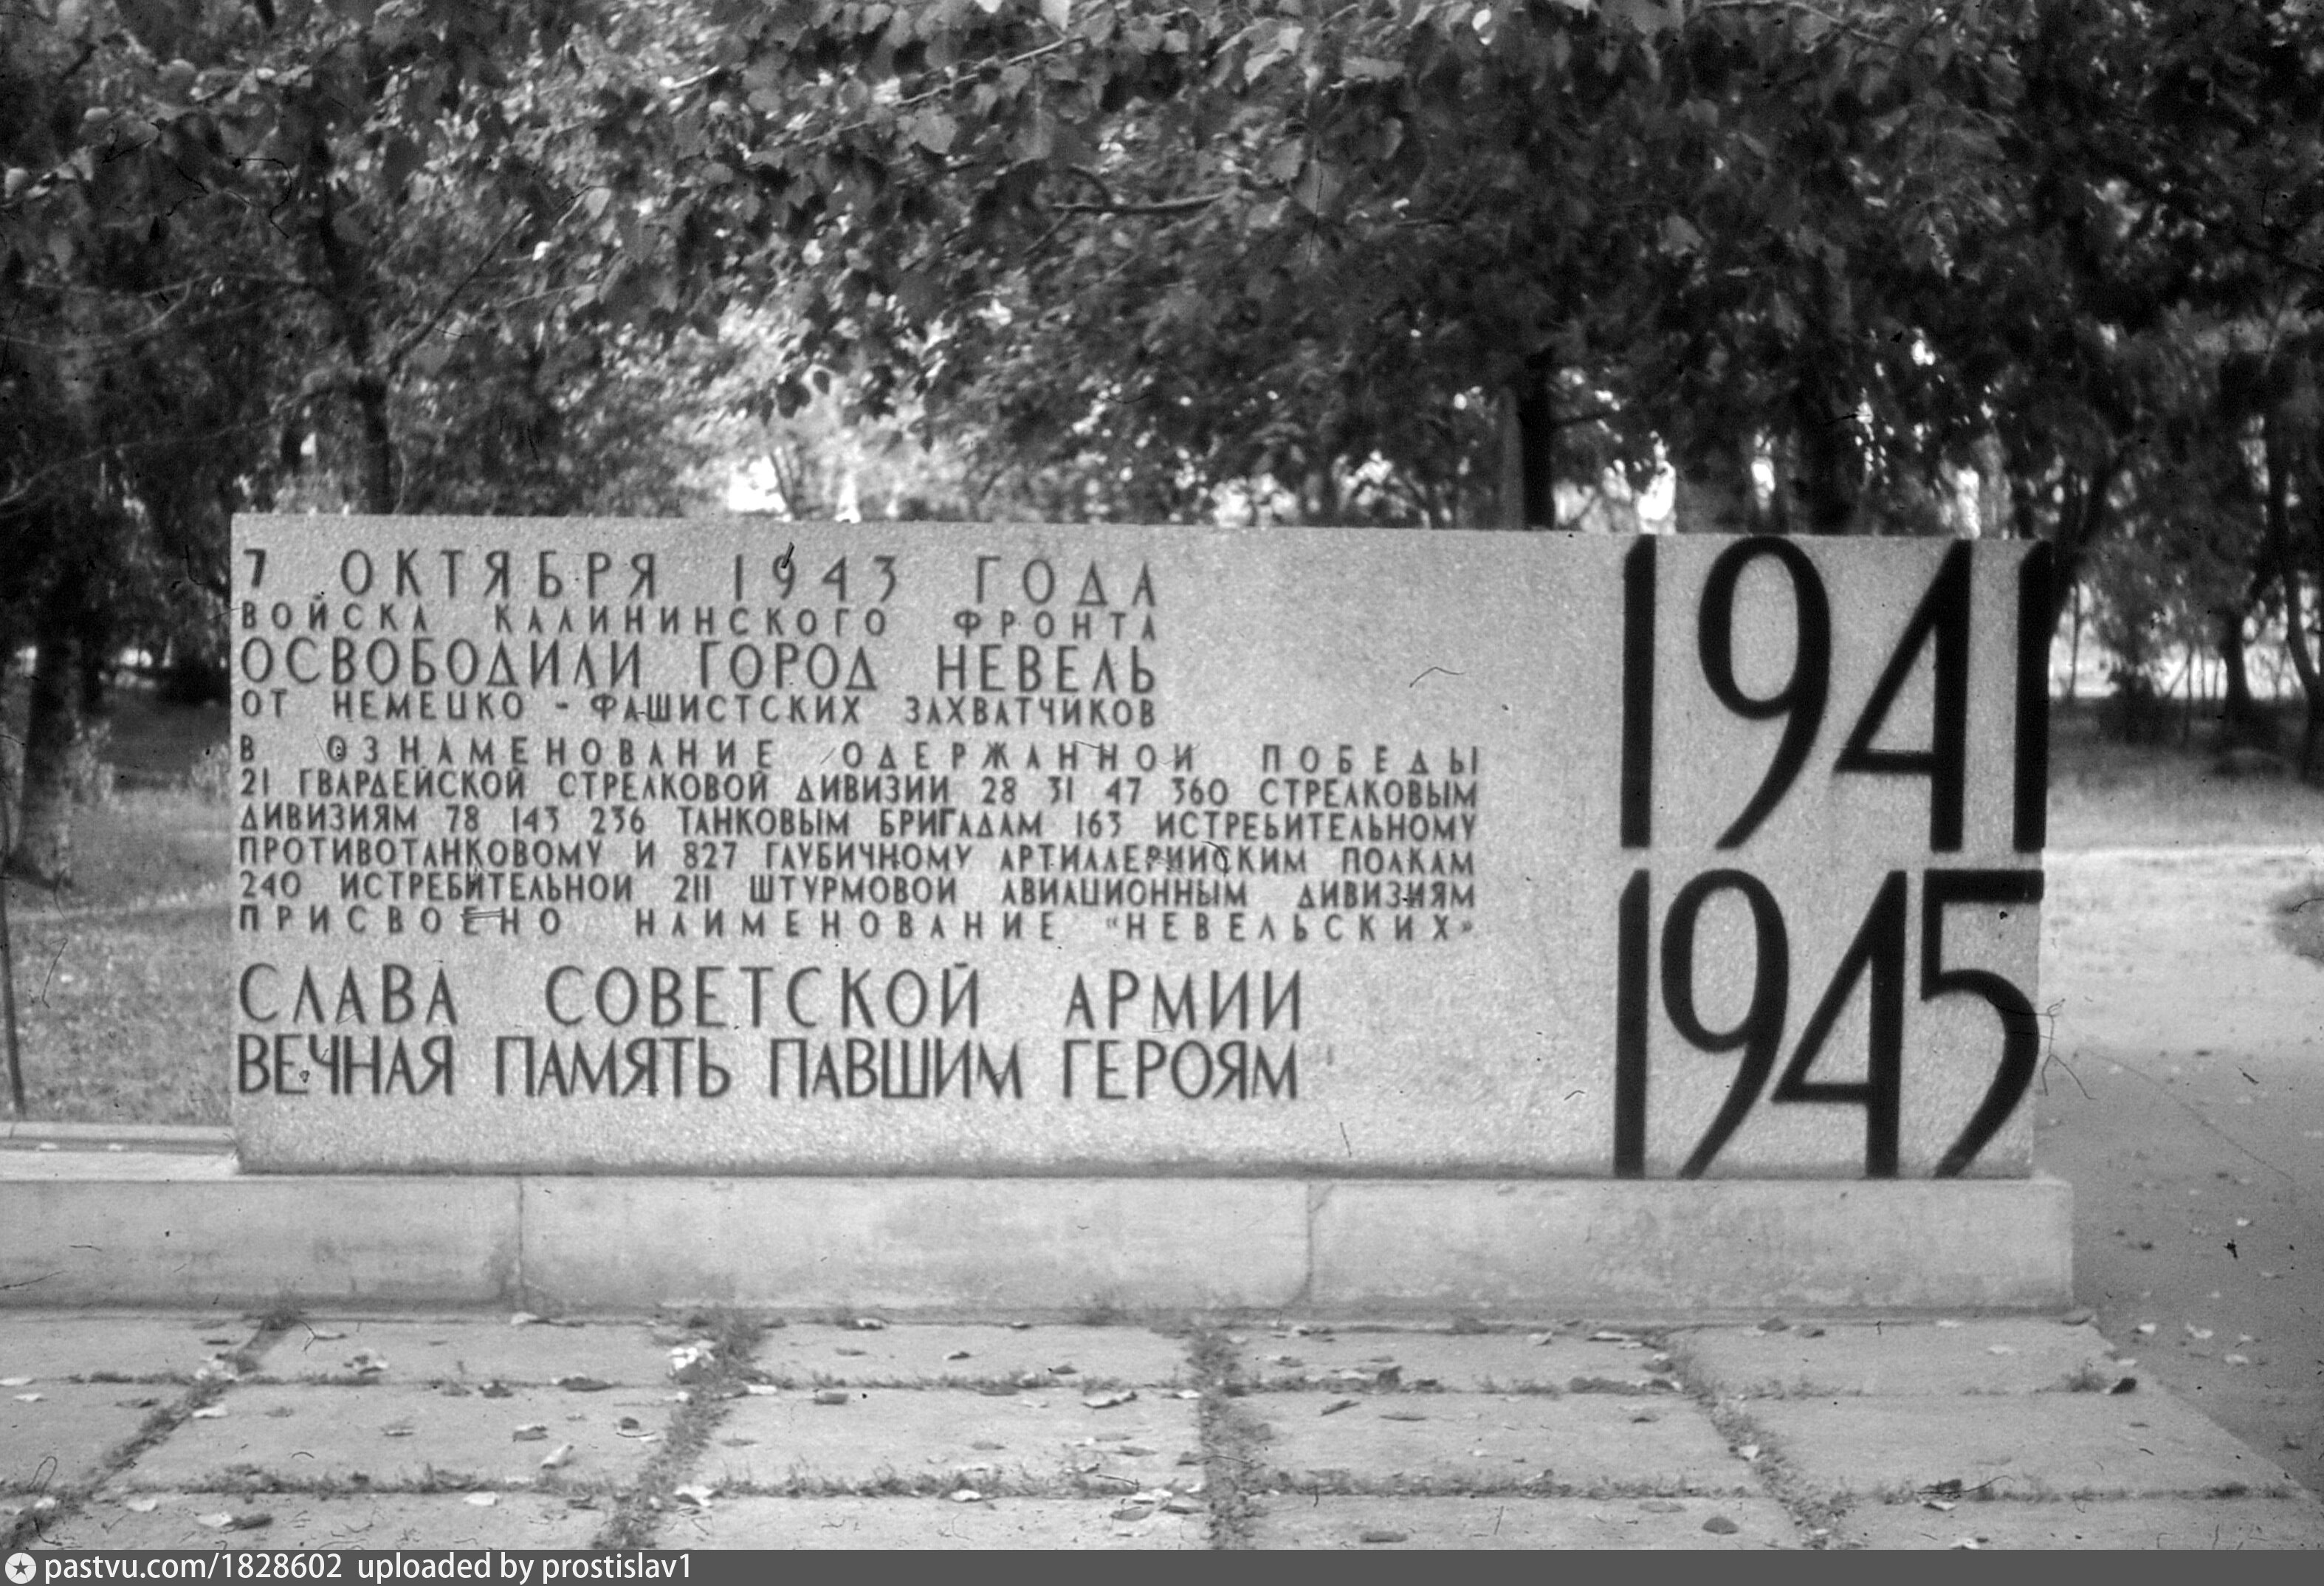 7 ОКТЯБРЯ 1943 ГОДА
ВОЙСКА КАЛИНИНСКОГО ФРОНТА
ОСВОБОДИЛИ ГОРОД НЕВЕЛЬ
ОТ НЕМЕЦКО - ФАШИСТСКИХ ЗАХВАТЧИКОВ
В ОЗНАМЕНОВАНИЕ ОДЕРЖАННОЙ ПОБЕДЫ
21 ГВАРДЕЙСКОЙ СТРЕЛКОВОЙ ДИВИЗИИ 28 31 47 360 СТРЕЛКОВЫМ
ДИВИЗИЯМ 78 143 236 ТАНКОВЫМ БРИГАДАМ 163 ИСТРЕБИТЕЛЬНОМУ
ПРОТИВОТАНКОВОМУ И 827 ГАУБИЧНОМУ АРТИЛЛЕРИЙСКИМ ПОЛКАМ
240 ИСТРЕБИТЕЛЬНОЙ 211 ШТУРМОВОЙ АВИАЦИОННЫМ ДИВИЗИЯМ
ПРИСВОЕНО НАИМЕНОВАНИЕ «НЕВЕЛЬСКИХ»
СЛАВА СОВЕТСКОЙ АРМИИ
ВЕЧНАЯ ПАМЯТЬ ПАВШИМ ГЕРОЯМ
1941
1945
pastvu.com/1828602 uploaded by prostislav1